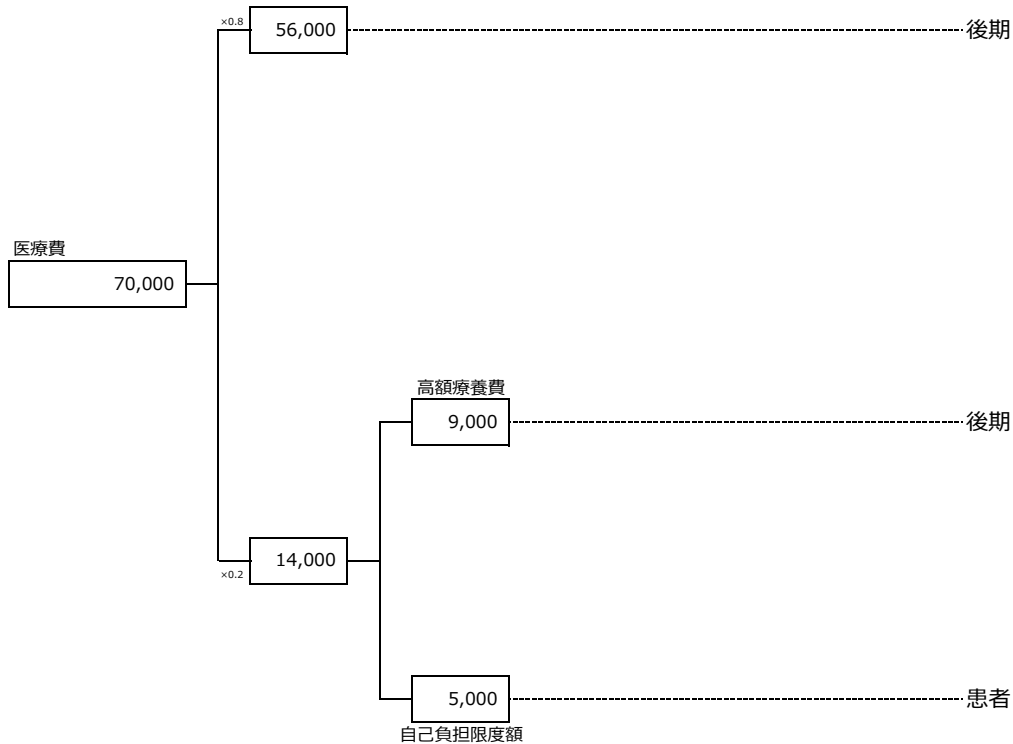 ×0.8
56,000
後期
医療費
70,000
高額療養費
9,000
後期
14,000
×0.2
5,000
患者
自己負担限度額